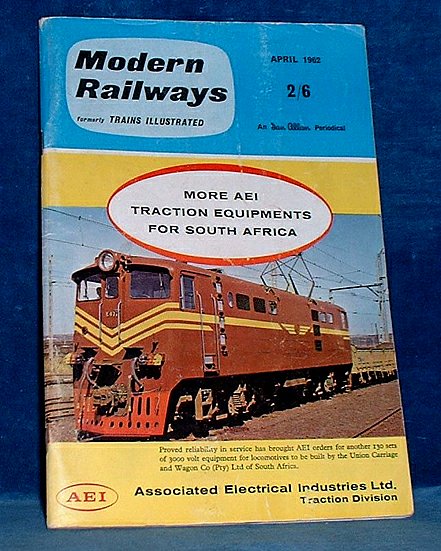 Modern
Railways
formerly TRAINS ILLUSTRATED
APRIL 1962
2/6
An Ian Allan Periodical
MORE AEI
TRACTION EQUIPMENTS
FOR SOUTH AFRICA
Proved reliability in service has brought AEI orders for another 130 sets
of 3000 volt equipment for locomotives to be built by the Union Carriage
and Wagon Co (Pty) Ltd of South Africa.
AEI
Associated Electrical Industries Ltd.
Traction Division